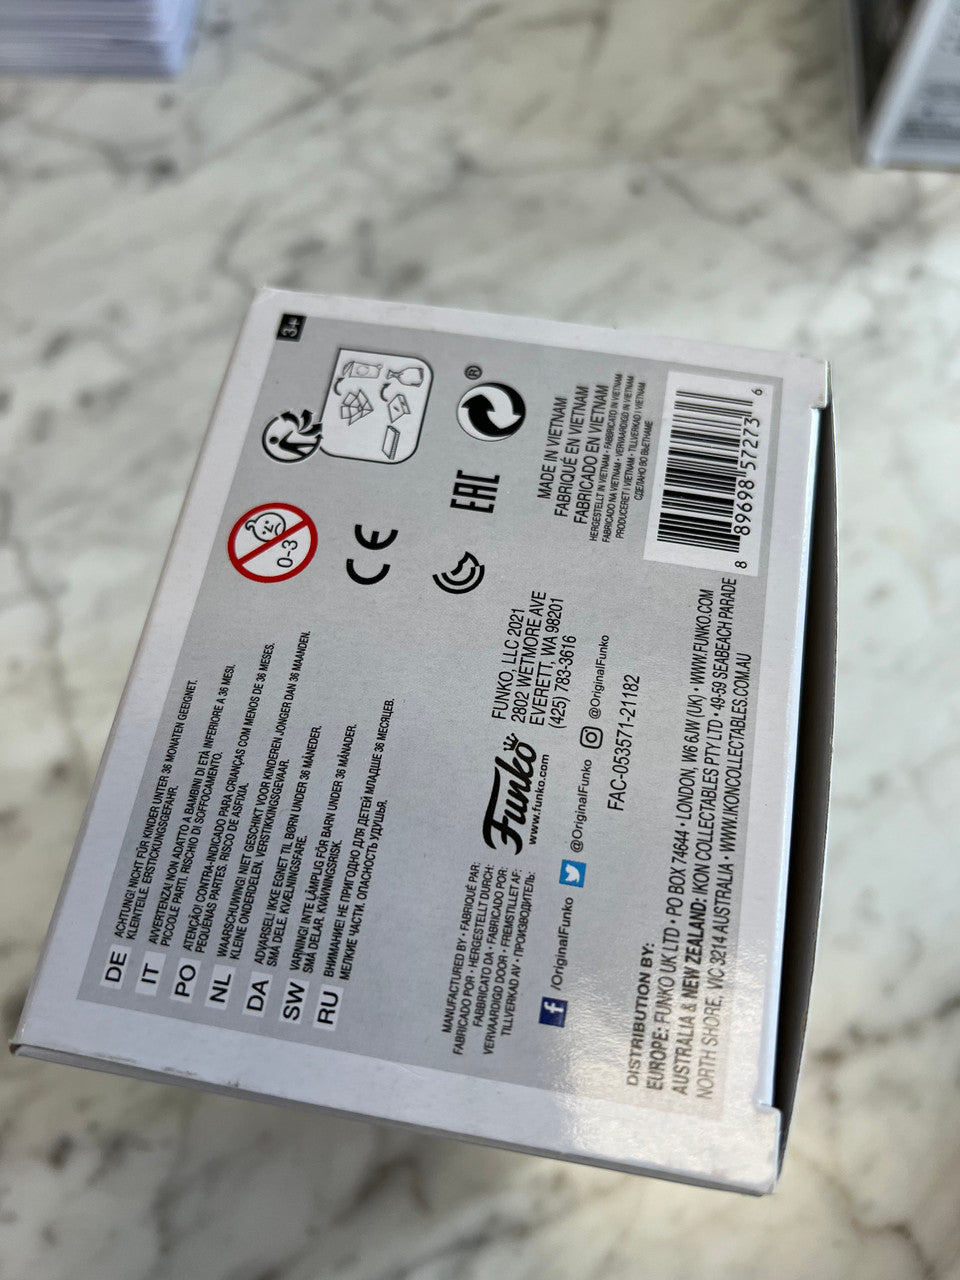 3+
DE ACHTUNG! NICHT FÜR KINDER UNTER 36 MONATEN GEEIGNET.
KLEINTEILE. ERSTICKUNGSGEFAHR.
IT AVVERTENZA! NON ADATTO A BAMBINI DI ETÀ INFERIORE A 36 MESI.
PICCOLE PARTI. RISCHIO DI SOFFOCAMENTO.
PO ATENÇÃO! CONTRA-INDICADO PARA CRIANÇAS COM MENOS DE 36 MESES.
PEQUENAS PARTES. RISCO DE ASFIXIA.
NL WAARSCHUWING! NIET GESCHIKT VOOR KINDEREN JONGER DAN 36 MAANDEN.
KLEINE ONDERDELEN. VERSTIKKINGSGEVAAR.
DA ADVARSEL! IKKE EGNET TIL BØRN UNDER 36 MÅNEDER.
SMÅ DELE. KVÆLNINGSFARE.
SW VARNING! INTE LÄMPLIG FÖR BARN UNDER 36 MÅNADER.
SMÅ DELAR. KVÄVNINGSRISK.
RU ВНИМАНИЕ! НЕ ПРИГОДНО ДЛЯ ДЕТЕЙ МЛАДШЕ 36 МЕСЯЦЕВ.
МЕЛКИЕ ЧАСТИ. ОПАСНОСТЬ УДУШЬЯ.
0-3
CE
EAC
®
MANUFACTURED BY • FABRIQUÉ PAR:
FABRICADO POR • HERGESTELLT DURCH:
FABBRICATO DA • FABRICADO POR:
VERVAARDIGD DOOR • FREMSTILLET AF:
TILLVERKAD AV • ПРОИЗВОДИТЕЛЬ:
Funko
www.funko.com
FUNKO, LLC 2021
2802 WETMORE AVE
EVERETT, WA 98201
(425) 783-3616
MADE IN VIETNAM
FABRIQUÉ EN VIETNAM
FABRICADO EN VIETNAM
HERGESTELLT IN VIETNAM • FABBRICATO IN VIETNAM
FABRICADO NA VIETNAM • VERVAARDIGD IN VIETNAM
PRODUCERET I VIETNAM • TILLVERKAD I VIETNAM
СДЕЛАНО ВО ВЬЕТНАМЕ
f /OriginalFunko @OriginalFunko @OriginalFunko
FAC-053571-21182
DISTRIBUTION BY:
EUROPE: FUNKO UK LTD • PO BOX 74644 • LONDON, W6 6JW (UK) • WWW.FUNKO.COM
AUSTRALIA & NEW ZEALAND: IKON COLLECTABLES PTY LTD • 49-59 SEABEACH PARADE
NORTH SHORE, VIC 3214 AUSTRALIA • WWW.IKONCOLLECTABLES.COM.AU
8 89698 57273 6